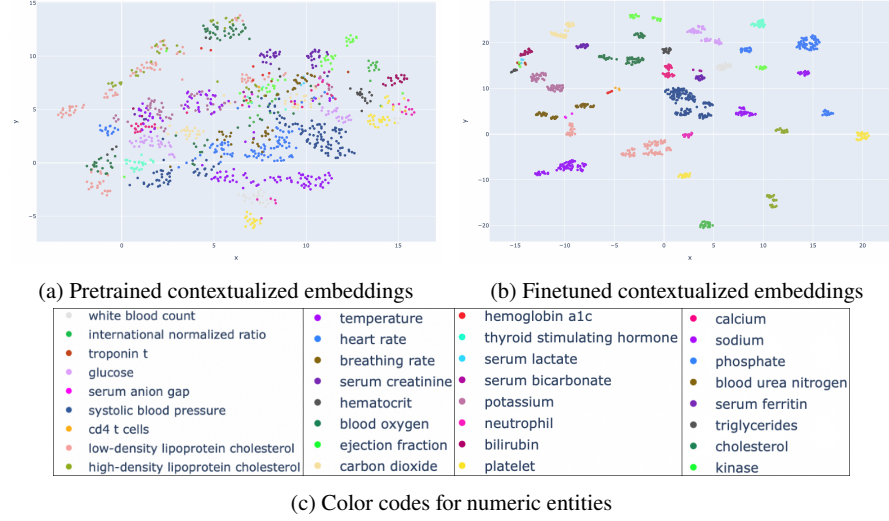 15
10
5
0
−5
y
0
5
10
15
x
20
10
0
−10
−20
y
−15
−10
−5
0
5
10
15
20
x
(a) Pretrained contextualized embeddings
(b) Finetuned contextualized embeddings
white blood count
international normalized ratio
troponin t
glucose
serum anion gap
systolic blood pressure
cd4 t cells
low-density lipoprotein cholesterol
high-density lipoprotein cholesterol
temperature
heart rate
breathing rate
serum creatinine
hematocrit
blood oxygen
ejection fraction
carbon dioxide
hemoglobin a1c
thyroid stimulating hormone
serum lactate
serum bicarbonate
potassium
neutrophil
bilirubin
platelet
calcium
sodium
phosphate
blood urea nitrogen
serum ferritin
triglycerides
cholesterol
kinase
(c) Color codes for numeric entities